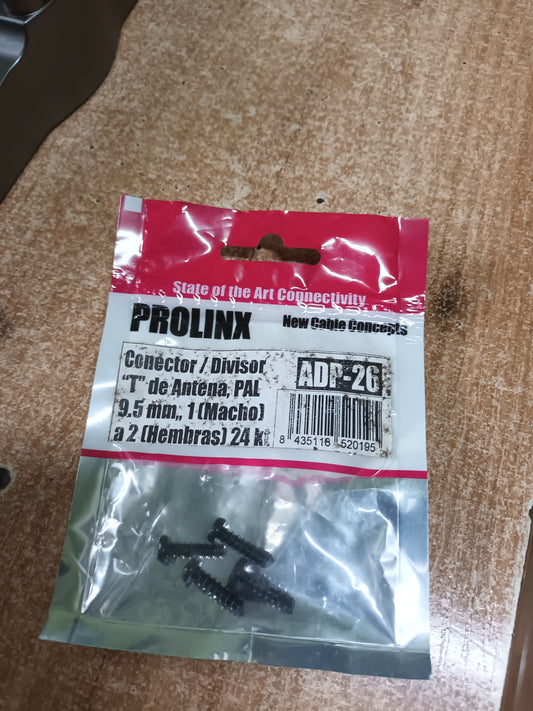 State of the Art Connectivity
PROLINX
New Cable Concepts
Conector / Divisor
"T" de Antena, PAL
9.5 mm,, 1 (Macho)
a 2 (Hembras) 24 k
ADP-26
8 435116 520195